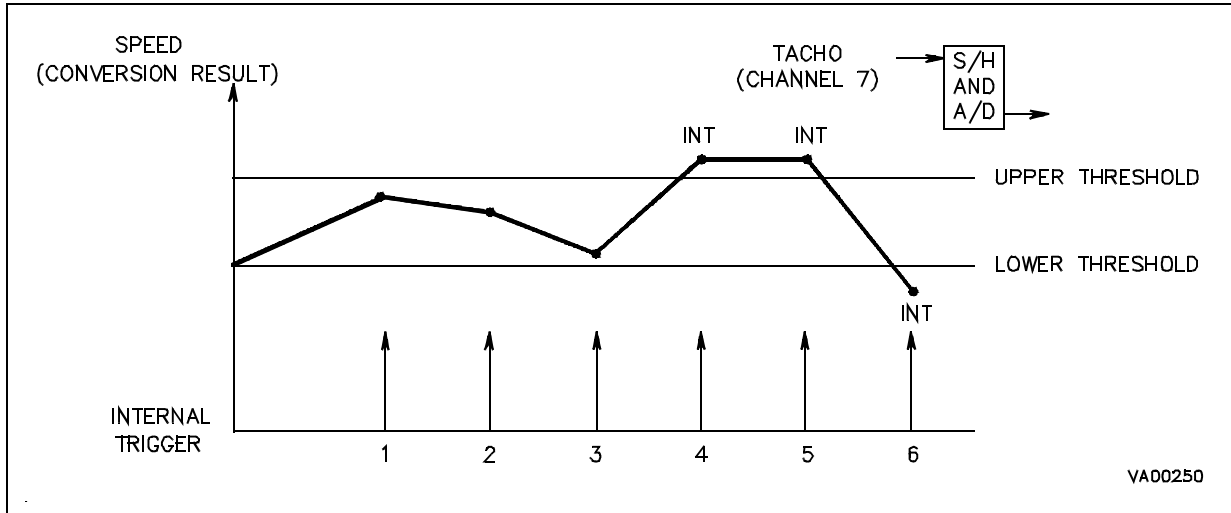 SPEED
(CONVERSION RESULT)
TACHO
(CHANNEL 7)
S/H
AND
A/D
INT
INT
UPPER THRESHOLD
LOWER THRESHOLD
INT
INTERNAL
TRIGGER
1 2 3 4 5 6
VA00250